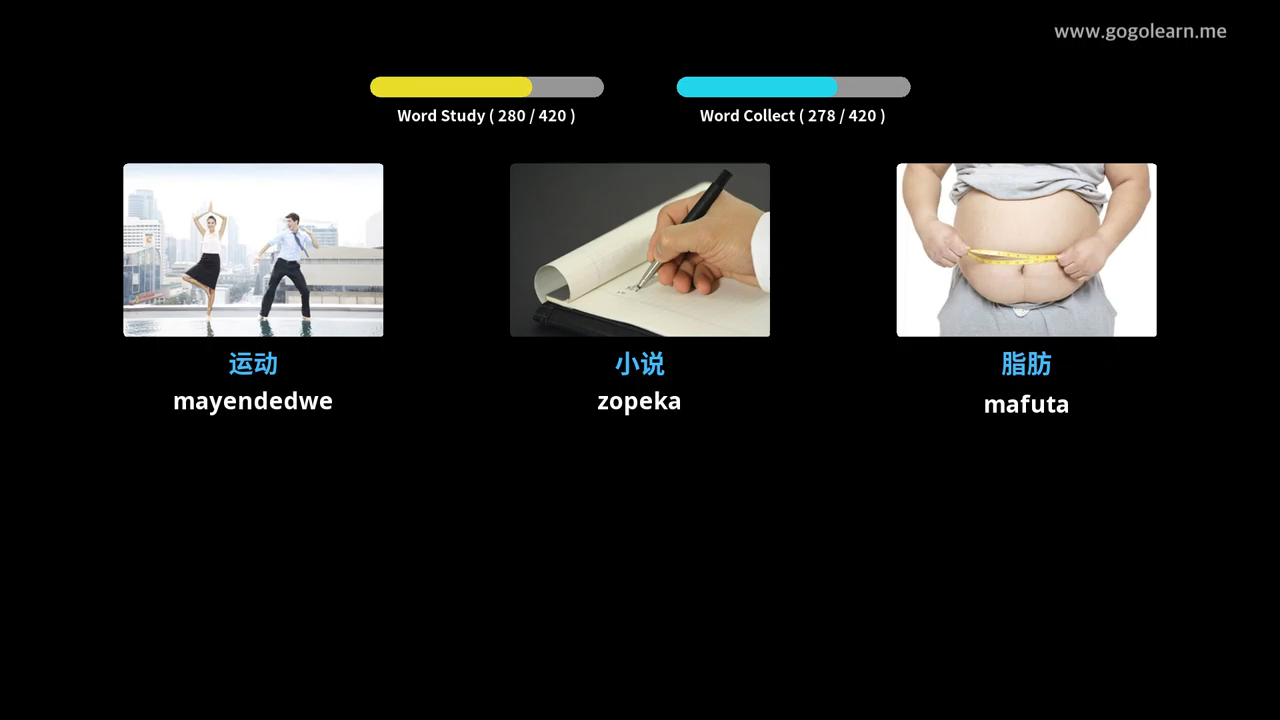 www.gogolearn.me
Word Study ( 280 / 420 )
Word Collect ( 278 / 420 )
运动
mayendedwe
小说
zopeka
脂肪
mafuta